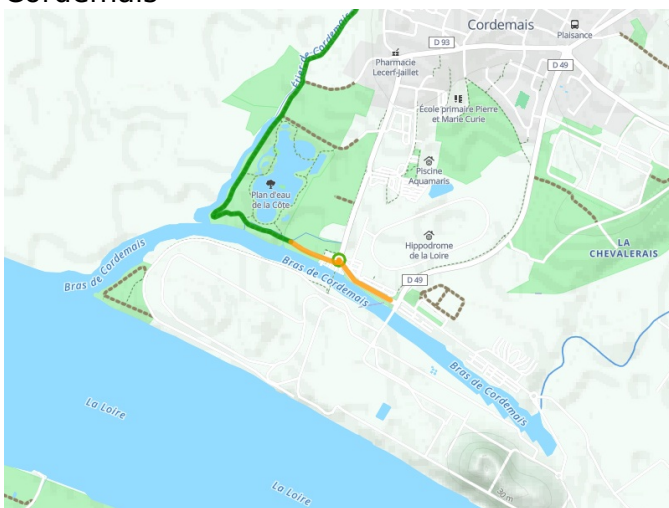 Cordemais
Étier de Cordemais
Cordemais
Plaisance
D 93
D 49
Pharmacie
Lecerf-Jaillet
École primaire Pierre
et Marie Curie
Piscine
Aquamaris
Plan d'eau
de la Côte
Hippodrome
de la Loire
LA
CHEVALERAIS
Bras de Cordemais
Bras de Cordemais
D 49
Bras de Cordemais
La Loire
La Loire
30 m